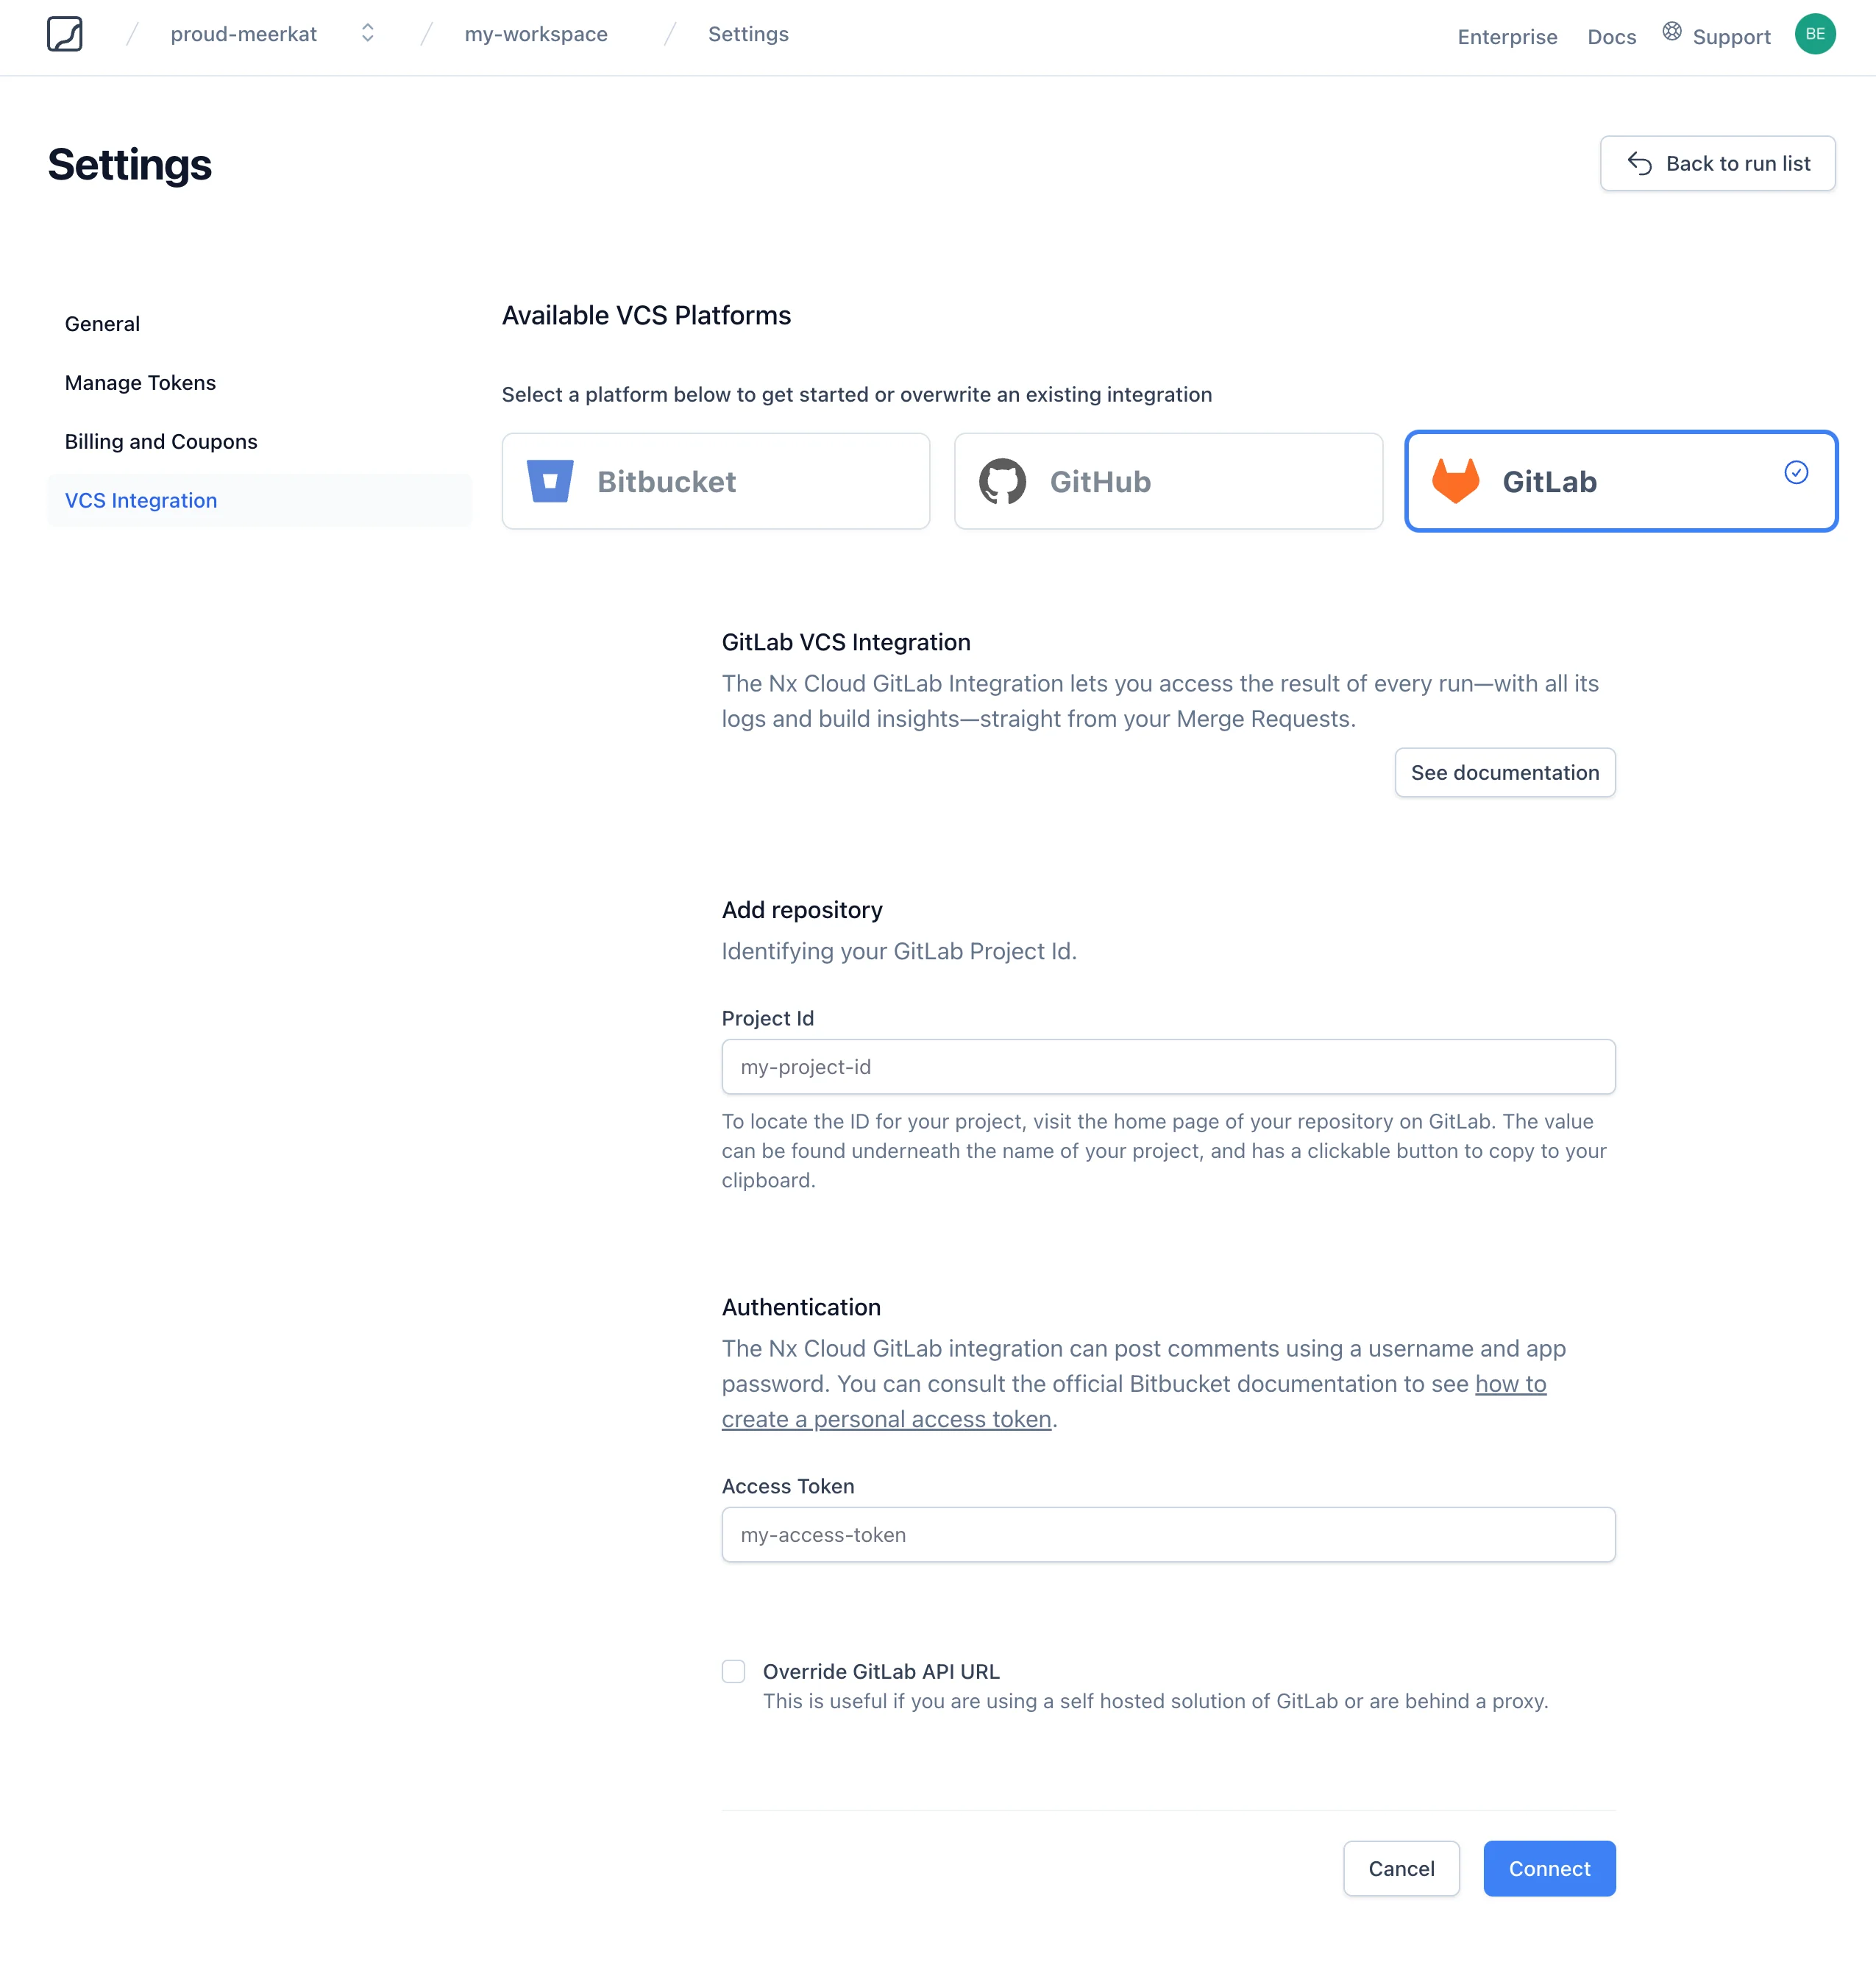 proud-meerkat
my-workspace
Settings
Enterprise
Docs
Support
BE
Settings
Back to run list
General
Manage Tokens
Billing and Coupons
VCS Integration
Available VCS Platforms
Select a platform below to get started or overwrite an existing integration
Bitbucket
GitHub
GitLab
GitLab VCS Integration
The Nx Cloud GitLab Integration lets you access the result of every run—with all its
logs and build insights—straight from your Merge Requests.
See documentation
Add repository
Identifying your GitLab Project Id.
Project Id
my-project-id
To locate the ID for your project, visit the home page of your repository on GitLab. The value
can be found underneath the name of your project, and has a clickable button to copy to your
clipboard.
Authentication
The Nx Cloud GitLab integration can post comments using a username and app
password. You can consult the official Bitbucket documentation to see how to
create a personal access token.
Access Token
my-access-token
Override GitLab API URL
This is useful if you are using a self hosted solution of GitLab or are behind a proxy.
Cancel
Connect